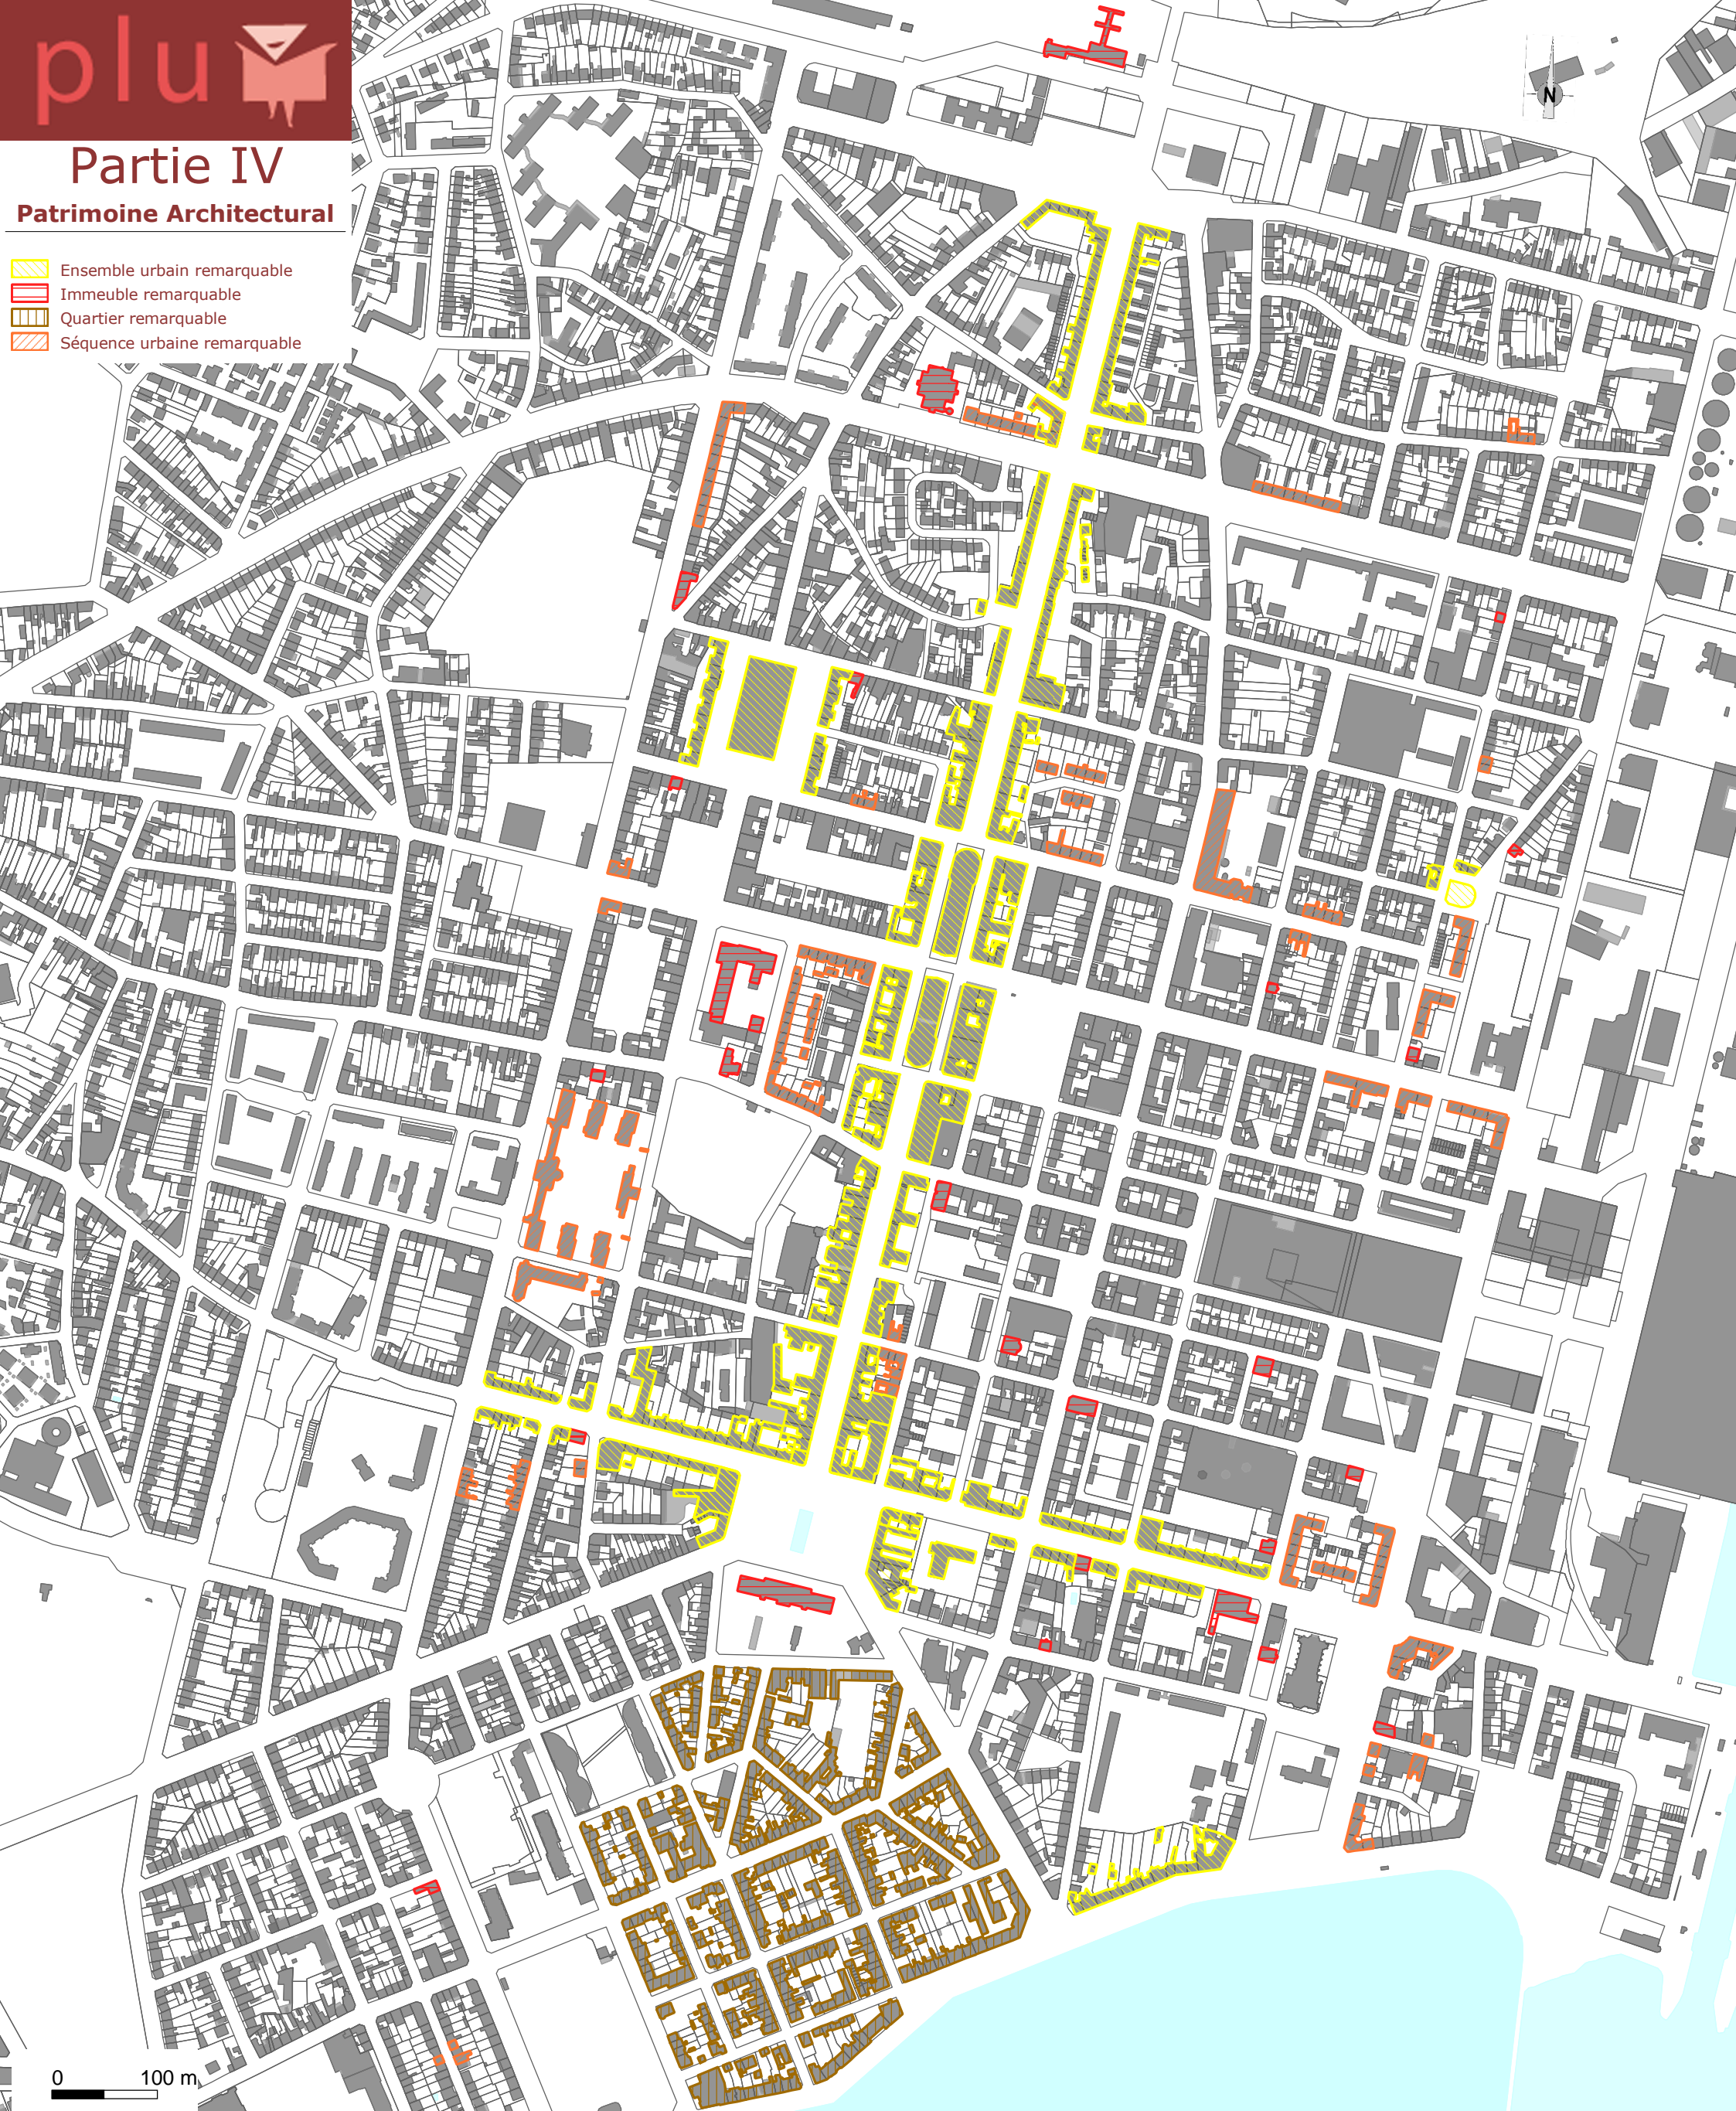 plu
Partie IV
Patrimoine Architectural
Ensemble urbain remarquable
Immeuble remarquable
Quartier remarquable
Séquence urbaine remarquable
N
0 100 m